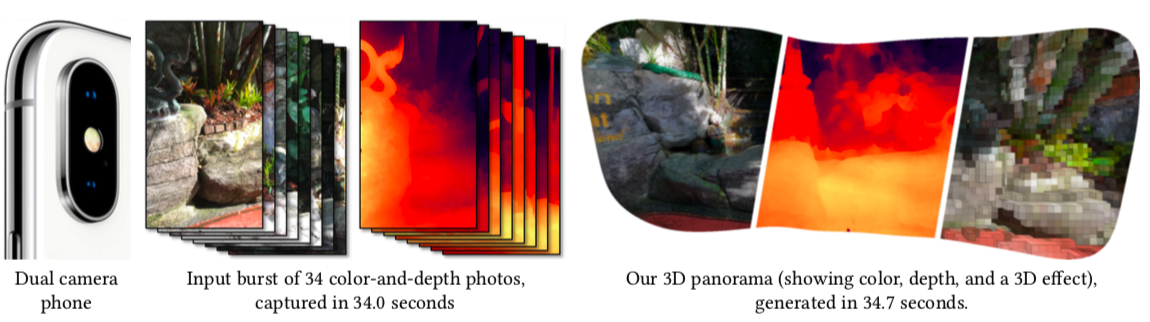 Dual camera
phone
Input burst of 34 color-and-depth photos,
captured in 34.0 seconds
Our 3D panorama (showing color, depth, and a 3D effect),
generated in 34.7 seconds.